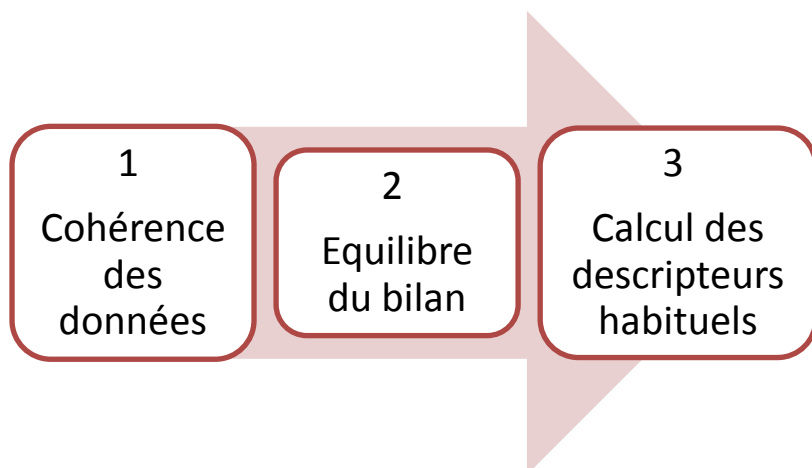 1
Cohérence
des
données
2
Equilibre
du bilan
3
Calcul des
descripteurs
habituels